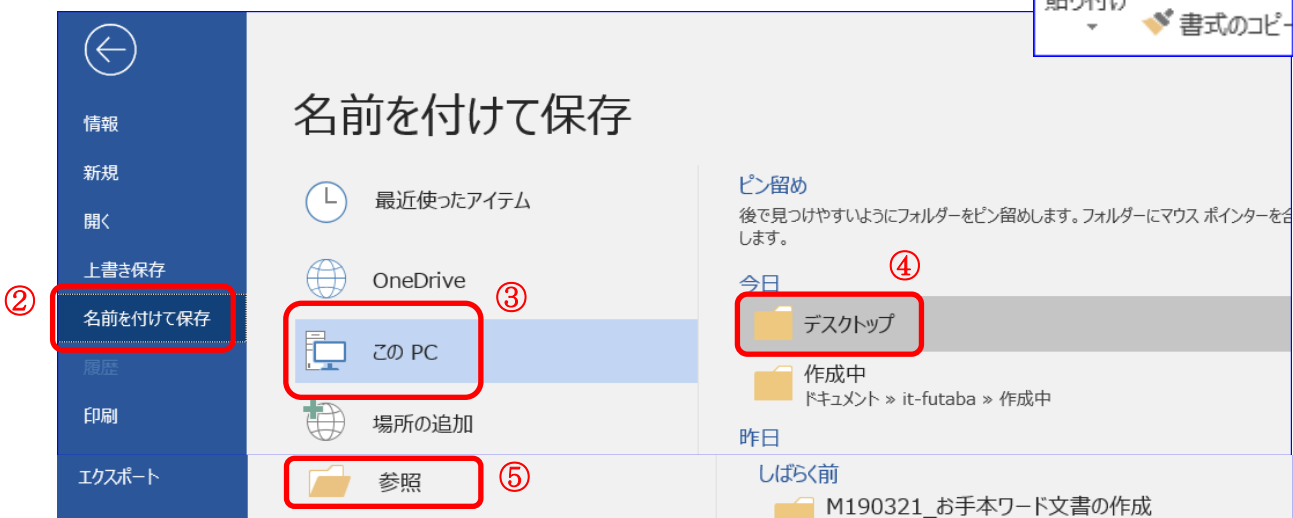 貼り付け
書式のコピー
情報
新規
開く
上書き保存
② 名前を付けて保存
履歴
印刷
エクスポート
名前を付けて保存
最近使ったアイテム
OneDrive
③
この PC
場所の追加
参照 ⑤
ピン留め
後で見つけやすいようにフォルダーをピン留めします。フォルダーにマウス ポインターを合
します。
④
今日
デスクトップ
作成中
ドキュメント » it-futaba » 作成中
昨日
しばらく前
M190321_お手本ワード文書の作成